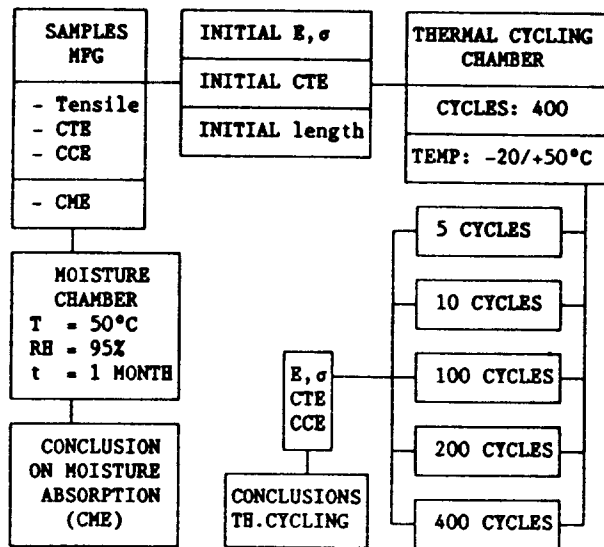 SAMPLES
MFG
- Tensile
- CTE
- CCE
- CME
INITIAL E,σ
INITIAL CTE
INITIAL length
THERMAL CYCLING
CHAMBER
CYCLES: 400
TEMP: -20/+50°C
MOISTURE
CHAMBER
T = 50°C
RH = 95%
t = 1 MONTH
CONCLUSION
ON MOISTURE
ABSORPTION
(CME)
5 CYCLES
10 CYCLES
100 CYCLES
200 CYCLES
400 CYCLES
E,σ
CTE
CCE
CONCLUSIONS
TH.CYCLING